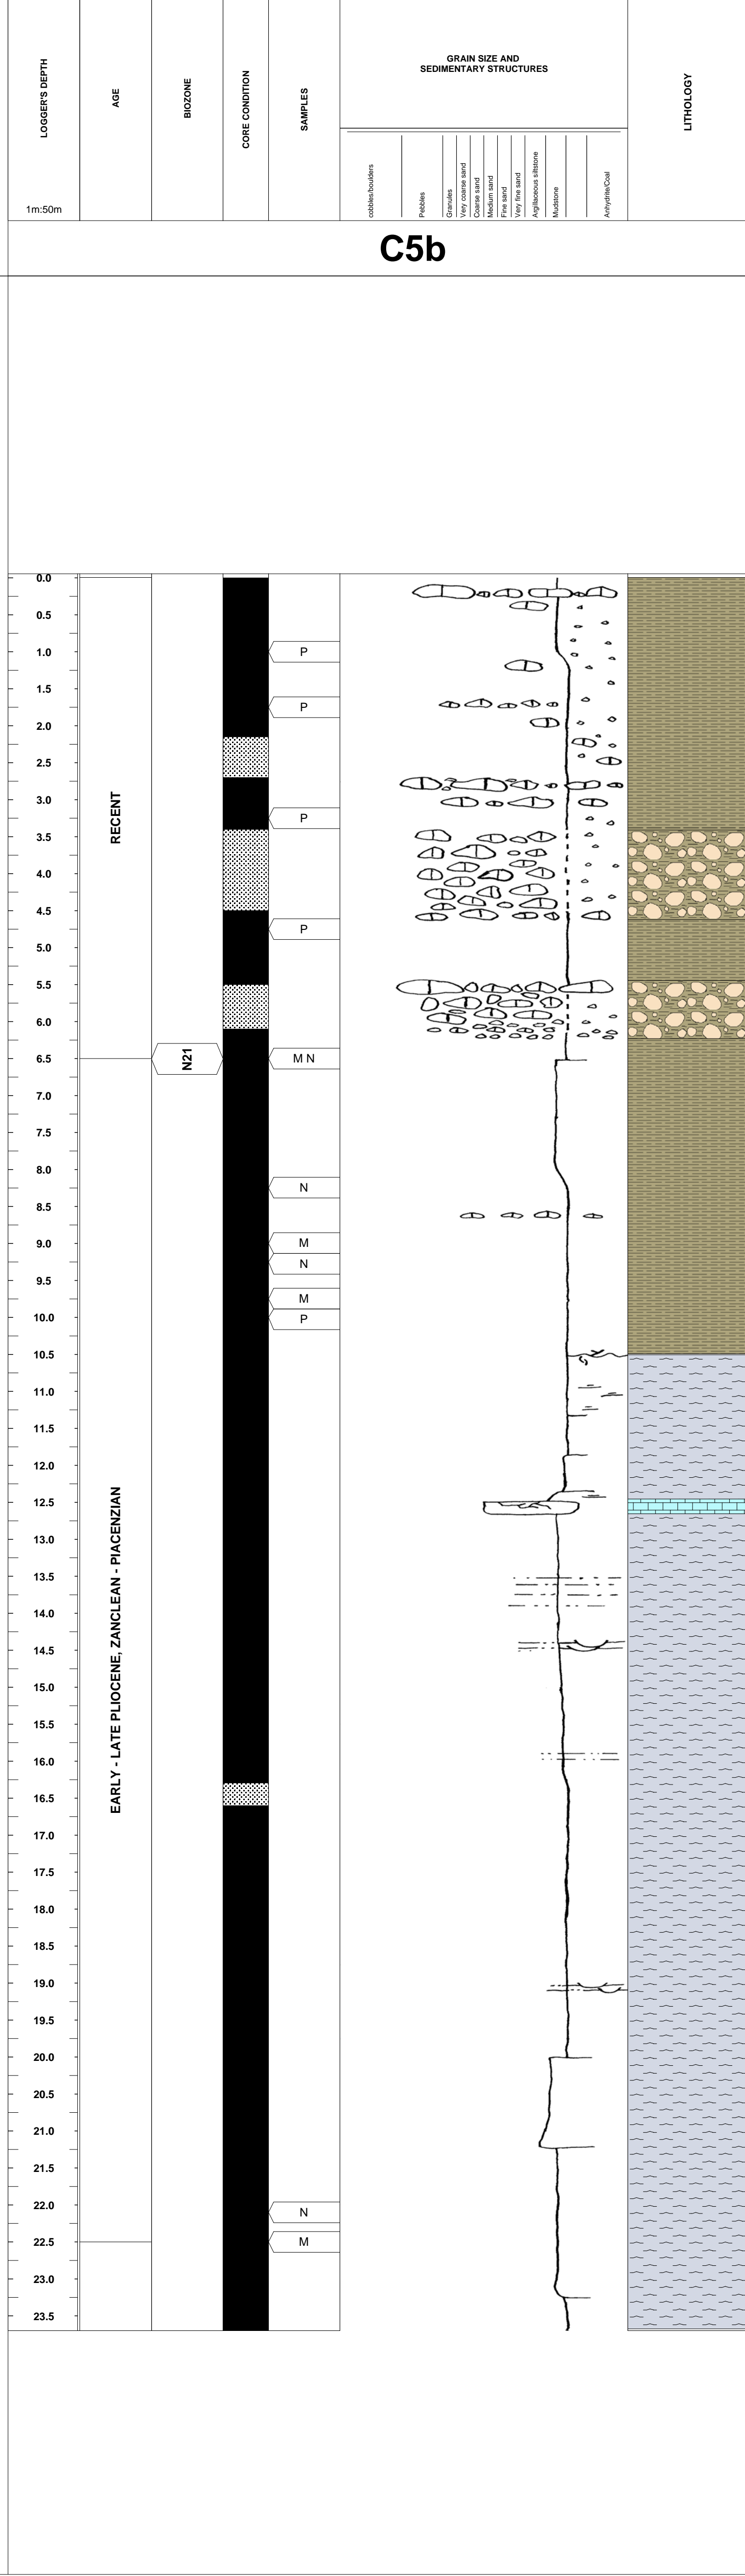 LOGGER'S DEPTH
AGE
BIOZONE
CORE CONDITION
SAMPLES
GRAIN SIZE AND
SEDIMENTARY STRUCTURES
LITHOLOGY
1m:50m
cobbles/boulders
Pebbles
Granules
Very coarse sand
Coarse sand
Medium sand
Fine sand
Very fine sand
Argillaceous siltstone
Mudstone
Anhydrite/Coal
C5b
0.0
0.5
1.0
P
1.5
P
2.0
2.5
3.0
RECENT
P
3.5
4.0
4.5
P
5.0
5.5
6.0
6.5
N21
M N
7.0
7.5
8.0
N
8.5
9.0
M
N
9.5
M
10.0
P
10.5
11.0
11.5
12.0
12.5
13.0
13.5
14.0
EARLY - LATE PLIOCENE, ZANCLEAN - PIACENZIAN
14.5
15.0
15.5
16.0
16.5
17.0
17.5
18.0
18.5
19.0
19.5
20.0
20.5
21.0
21.5
22.0
N
22.5
M
23.0
23.5